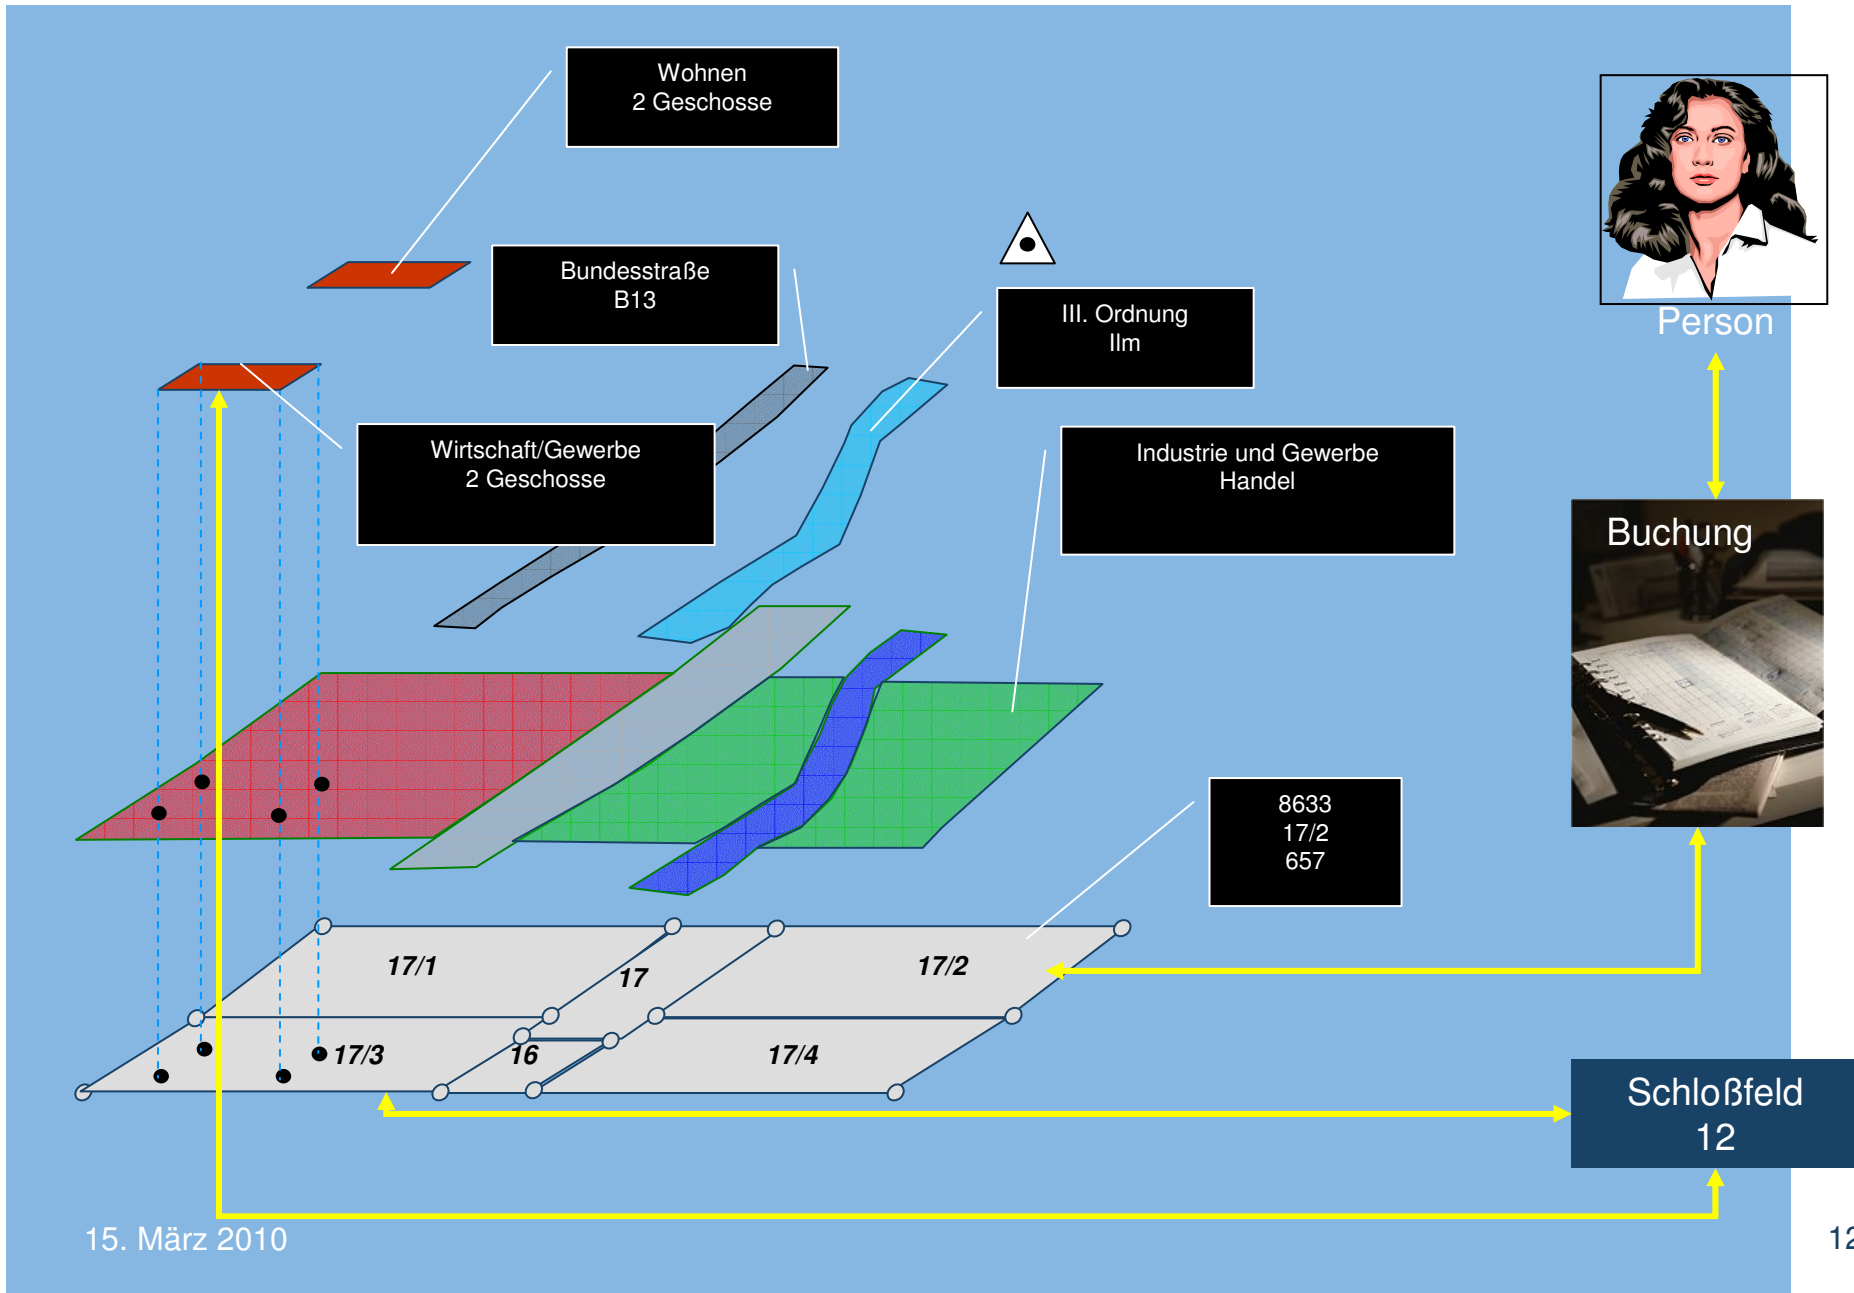 Wohnen
2 Geschosse
Bundesstraße
B13
III. Ordnung
Ilm
Person
Wirtschaft/Gewerbe
2 Geschosse
Industrie und Gewerbe
Handel
Buchung
8633
17/2
657
17/1
17
17/2
17/3
16
17/4
Schloßfeld
12
15. März 2010
12